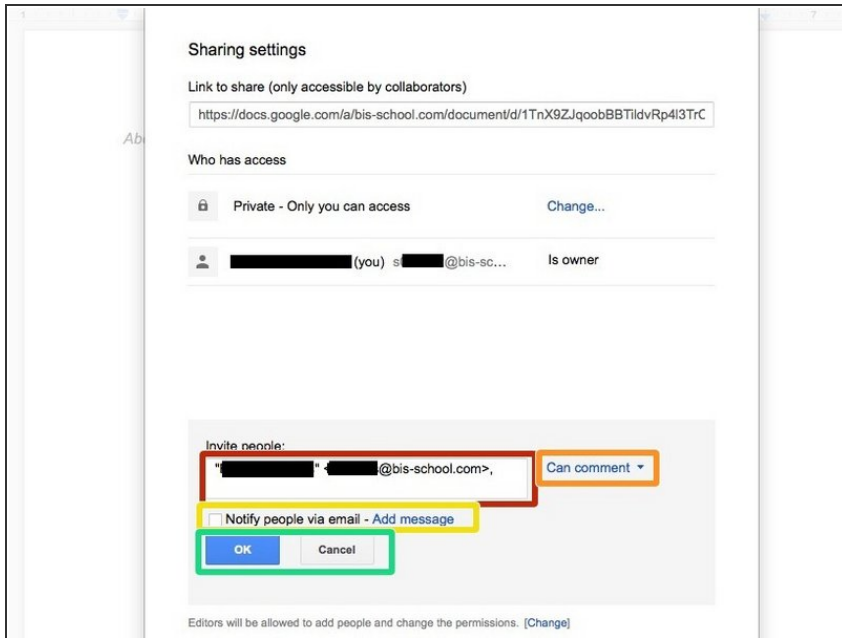 1
7
Sharing settings
Link to share (only accessible by collaborators)
https://docs.google.com/a/bis-school.com/document/d/1TnX9ZJqoobBBTildvRp4l3TrC
Who has access
Private - Only you can access Change...
(you) s @bis-sc... Is owner
Invite people:
" " < @bis-school.com>, Can comment
Notify people via email - Add message
OK Cancel
Editors will be allowed to add people and change the permissions. [Change]